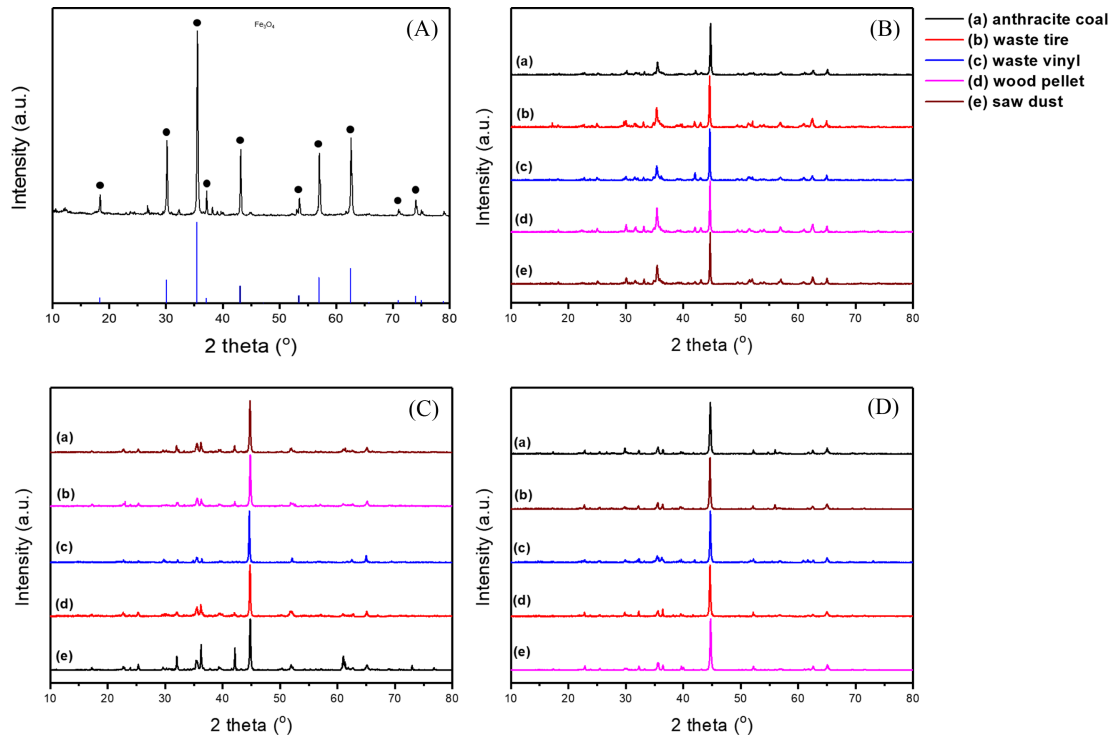 (A)
Fe₃O₄
Intensity (a.u.)
10 20 30 40 50 60 70 80
2 theta (°)
(B)
(a)
(b)
(c)
(d)
(e)
Intensity (a.u.)
10 20 30 40 50 60 70 80
2 theta (°)
(a) anthracite coal
(b) waste tire
(c) waste vinyl
(d) wood pellet
(e) saw dust
(C)
(a)
(b)
(c)
(d)
(e)
Intensity (a.u.)
10 20 30 40 50 60 70 80
2 theta (°)
(D)
(a)
(b)
(c)
(d)
(e)
Intensity (a.u.)
10 20 30 40 50 60 70 80
2 theta (°)